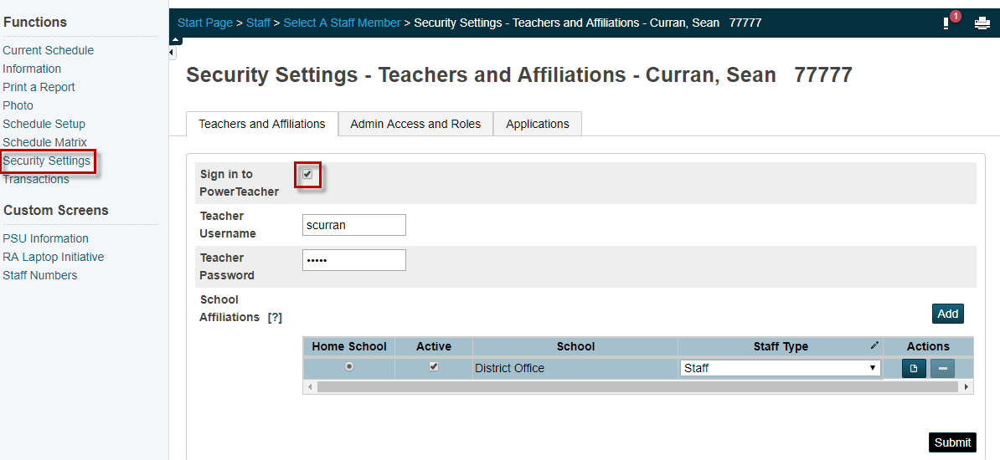 Functions
Current Schedule
Information
Print a Report
Photo
Schedule Setup
Schedule Matrix
Security Settings
Transactions
Custom Screens
PSU Information
RA Laptop Initiative
Staff Numbers
Start Page > Staff > Select A Staff Member > Security Settings - Teachers and Affiliations - Curran, Sean 77777
1
Security Settings - Teachers and Affiliations - Curran, Sean 77777
Teachers and Affiliations Admin Access and Roles Applications
Sign in to
PowerTeacher
Teacher
Username
scurran
Teacher
Password
•••••
School
Affiliations [?]
Add
Home School Active School Staff Type Actions
District Office Staff
Submit